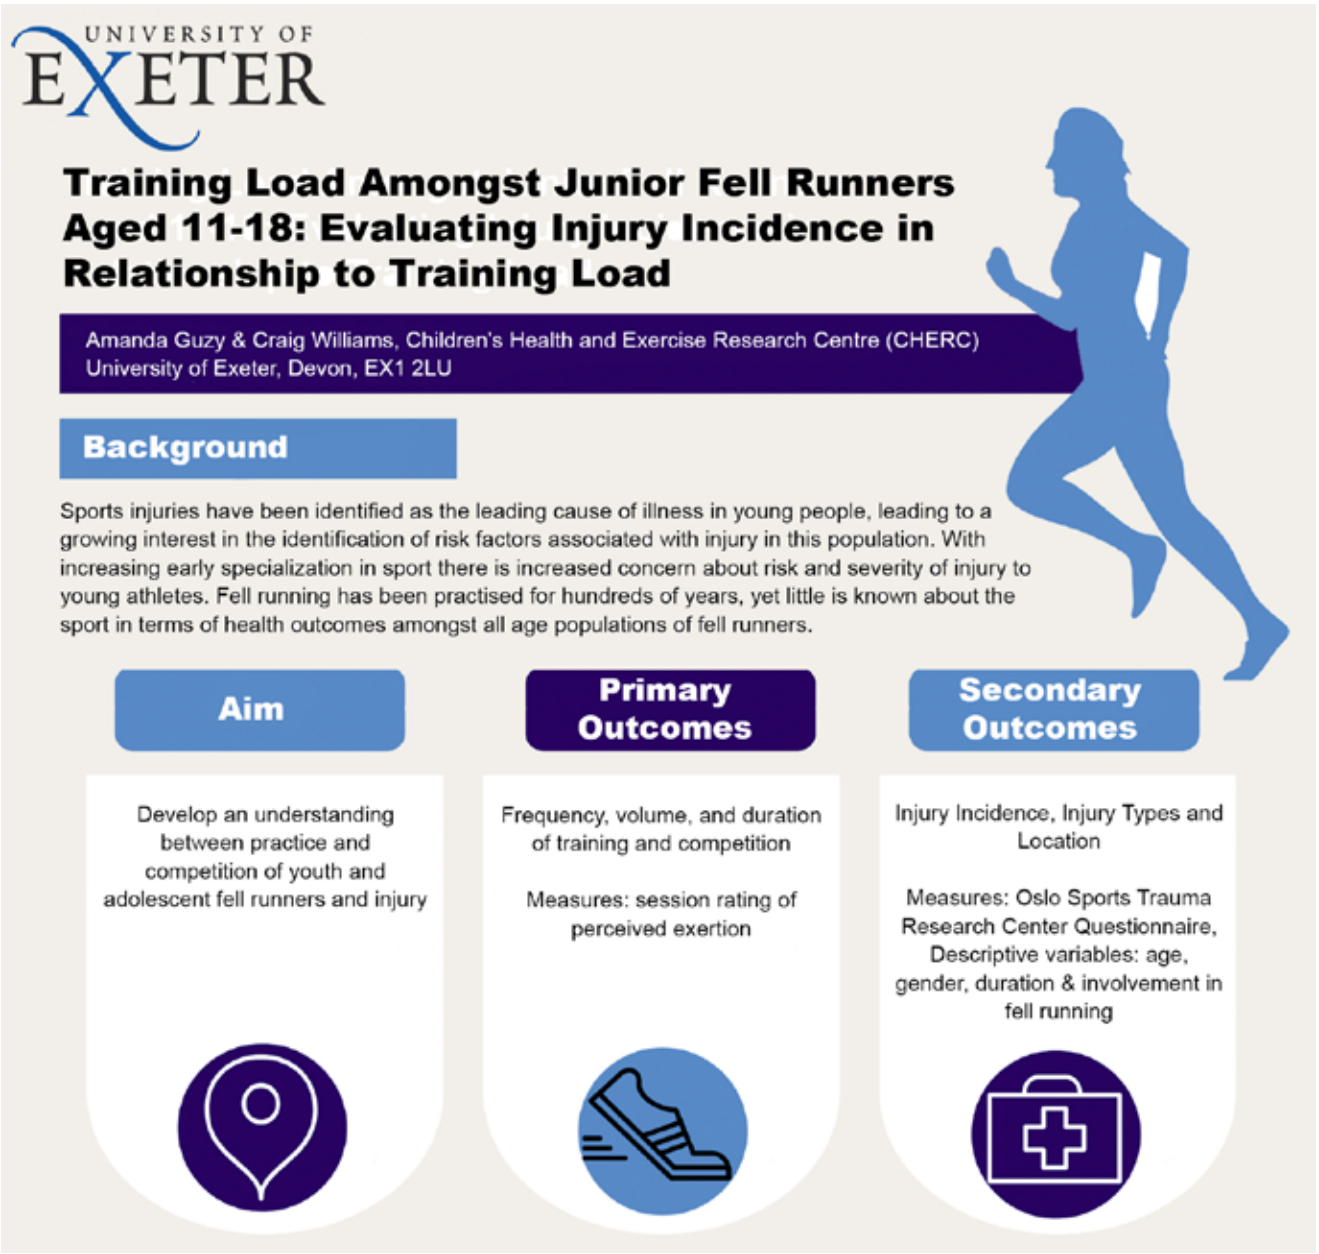 UNIVERSITY OF
EXETER
Training Load Amongst Junior Fell Runners
Aged 11-18: Evaluating Injury Incidence in
Relationship to Training Load
Amanda Guzy & Craig Williams, Children's Health and Exercise Research Centre (CHERC)
University of Exeter, Devon, EX1 2LU
Background
Sports injuries have been identified as the leading cause of illness in young people, leading to a
growing interest in the identification of risk factors associated with injury in this population. With
increasing early specialization in sport there is increased concern about risk and severity of injury to
young athletes. Fell running has been practised for hundreds of years, yet little is known about the
sport in terms of health outcomes amongst all age populations of fell runners.
Aim
Develop an understanding
between practice and
competition of youth and
adolescent fell runners and injury
Primary
Outcomes
Frequency, volume, and duration
of training and competition
Measures: session rating of
perceived exertion
Secondary
Outcomes
Injury Incidence, Injury Types and
Location
Measures: Oslo Sports Trauma
Research Center Questionnaire,
Descriptive variables: age,
gender, duration & involvement in
fell running